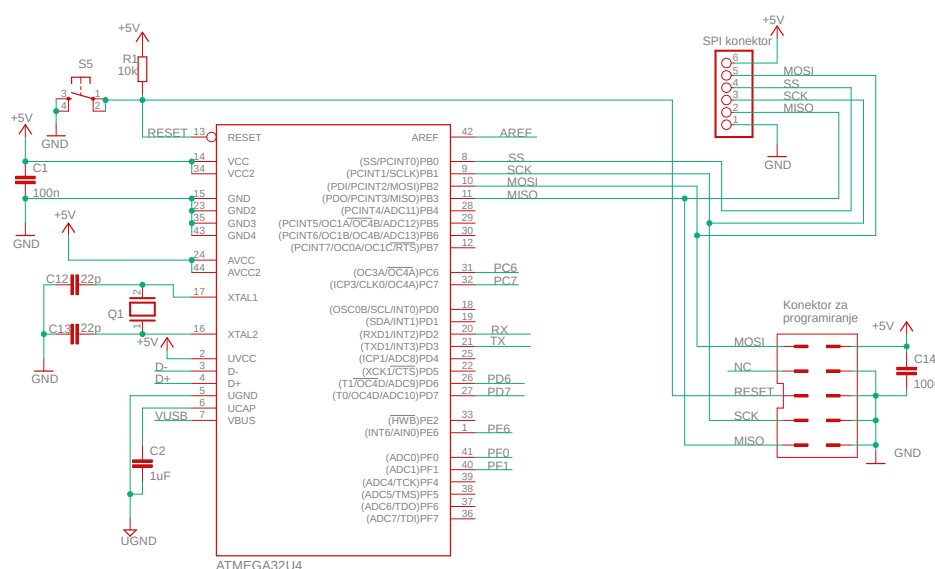 +5V
S5
R1
10k
3
4
1
2
GND
+5V
C1
100n
GND
+5V
C12 22p
2
Q1
1
C13 22p
+5V
GND
D-
D+
VUSB
C2
1uF
UGND
RESET 13 RESET
14 VCC
34 VCC2
15 GND
23 GND2
35 GND3
43 GND4
24 AVCC
44 AVCC2
17 XTAL1
16 XTAL2
2 UVCC
3 D-
4 D+
5 UGND
6 UCAP
7 VBUS
AREF 42 AREF
(SS/PCINT0)PB0 8 SS
(PCINT1/SCLK)PB1 9 SCK
(PDI/PCINT2/MOSI)PB2 10 MOSI
(PDO/PCINT3/MISO)PB3 11 MISO
(PCINT4/ADC11)PB4 28
(PCINT5/OC1A/OC4B/ADC12)PB5 29
(PCINT6/OC1B/OC4B/ADC13)PB6 30
(PCINT7/OC0A/OC1C/RTS)PB7 12
(OC3A/OC4A)PC6 31 PC6
(ICP3/CLK0/OC4A)PC7 32 PC7
(OSC0B/SCL/INT0)PD0 18
(SDA/INT1)PD1 19
(RXD1/INT2)PD2 20 RX
(TXD1/INT3)PD3 21 TX
(ICP1/ADC8)PD4 25
(XCK1/CTS)PD5 22
(T1/OC4D/ADC9)PD6 26 PD6
(T0/OC4D/ADC10)PD7 27 PD7
(HWB)PE2 33
(INT6/AIN0)PE6 1 PE6
(ADC0)PF0 41 PF0
(ADC1)PF1 40 PF1
(ADC4/TCK)PF4 39
(ADC5/TMS)PF5 38
(ADC6/TDO)PF6 37
(ADC7/TDI)PF7 36
ATMEGA32U4
+5V
SPI konektor
6
5 MOSI
4 SS
3 SCK
2 MISO
1
GND
Konektor za
programiranje
+5V
MOSI
NC
RESET
SCK
MISO
C14
100n
GND